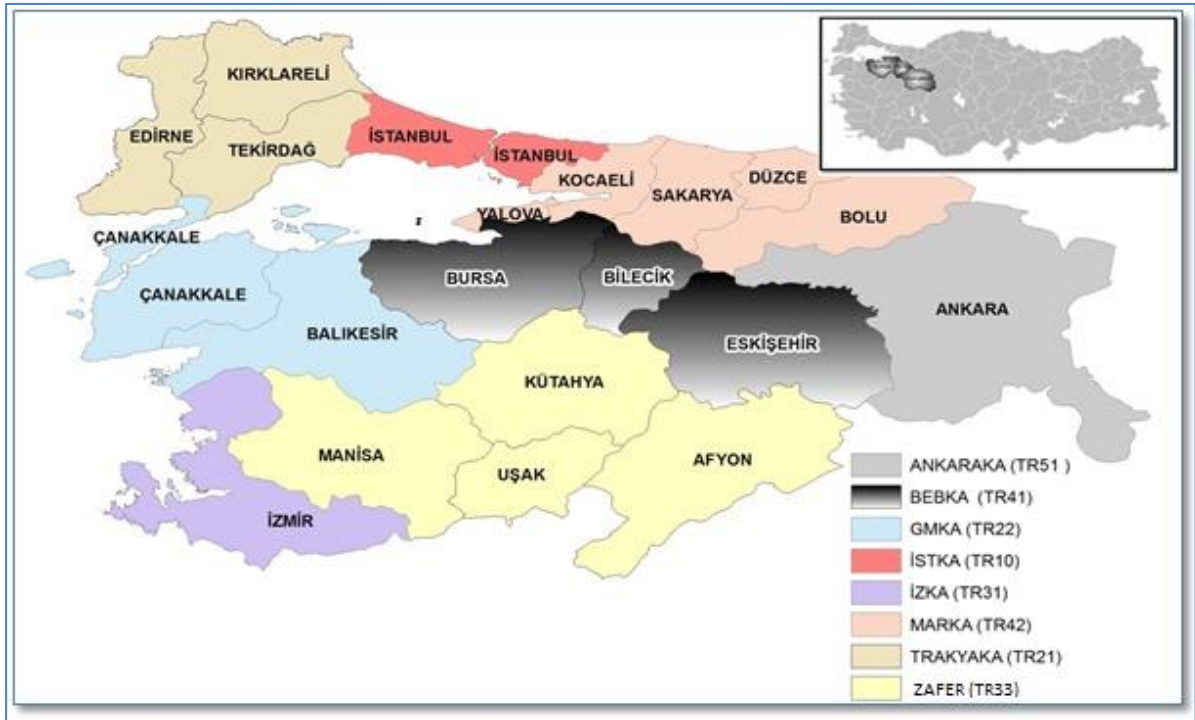 KIRKLARELİ
EDİRNE
TEKİRDAĞ
İSTANBUL
İSTANBUL
KOCAELİ
SAKARYA
DÜZCE
BOLU
YALOVA
ÇANAKKALE
ÇANAKKALE
BALIKESİR
BURSA
BİLECİK
ESKİŞEHİR
ANKARA
KÜTAHYA
MANİSA
UŞAK
AFYON
İZMİR
ANKARAKA (TR51 )
BEBKA (TR41)
GMKA (TR22)
İSTKA (TR10)
İZKA (TR31)
MARKA (TR42)
TRAKYAKA (TR21)
ZAFER (TR33)